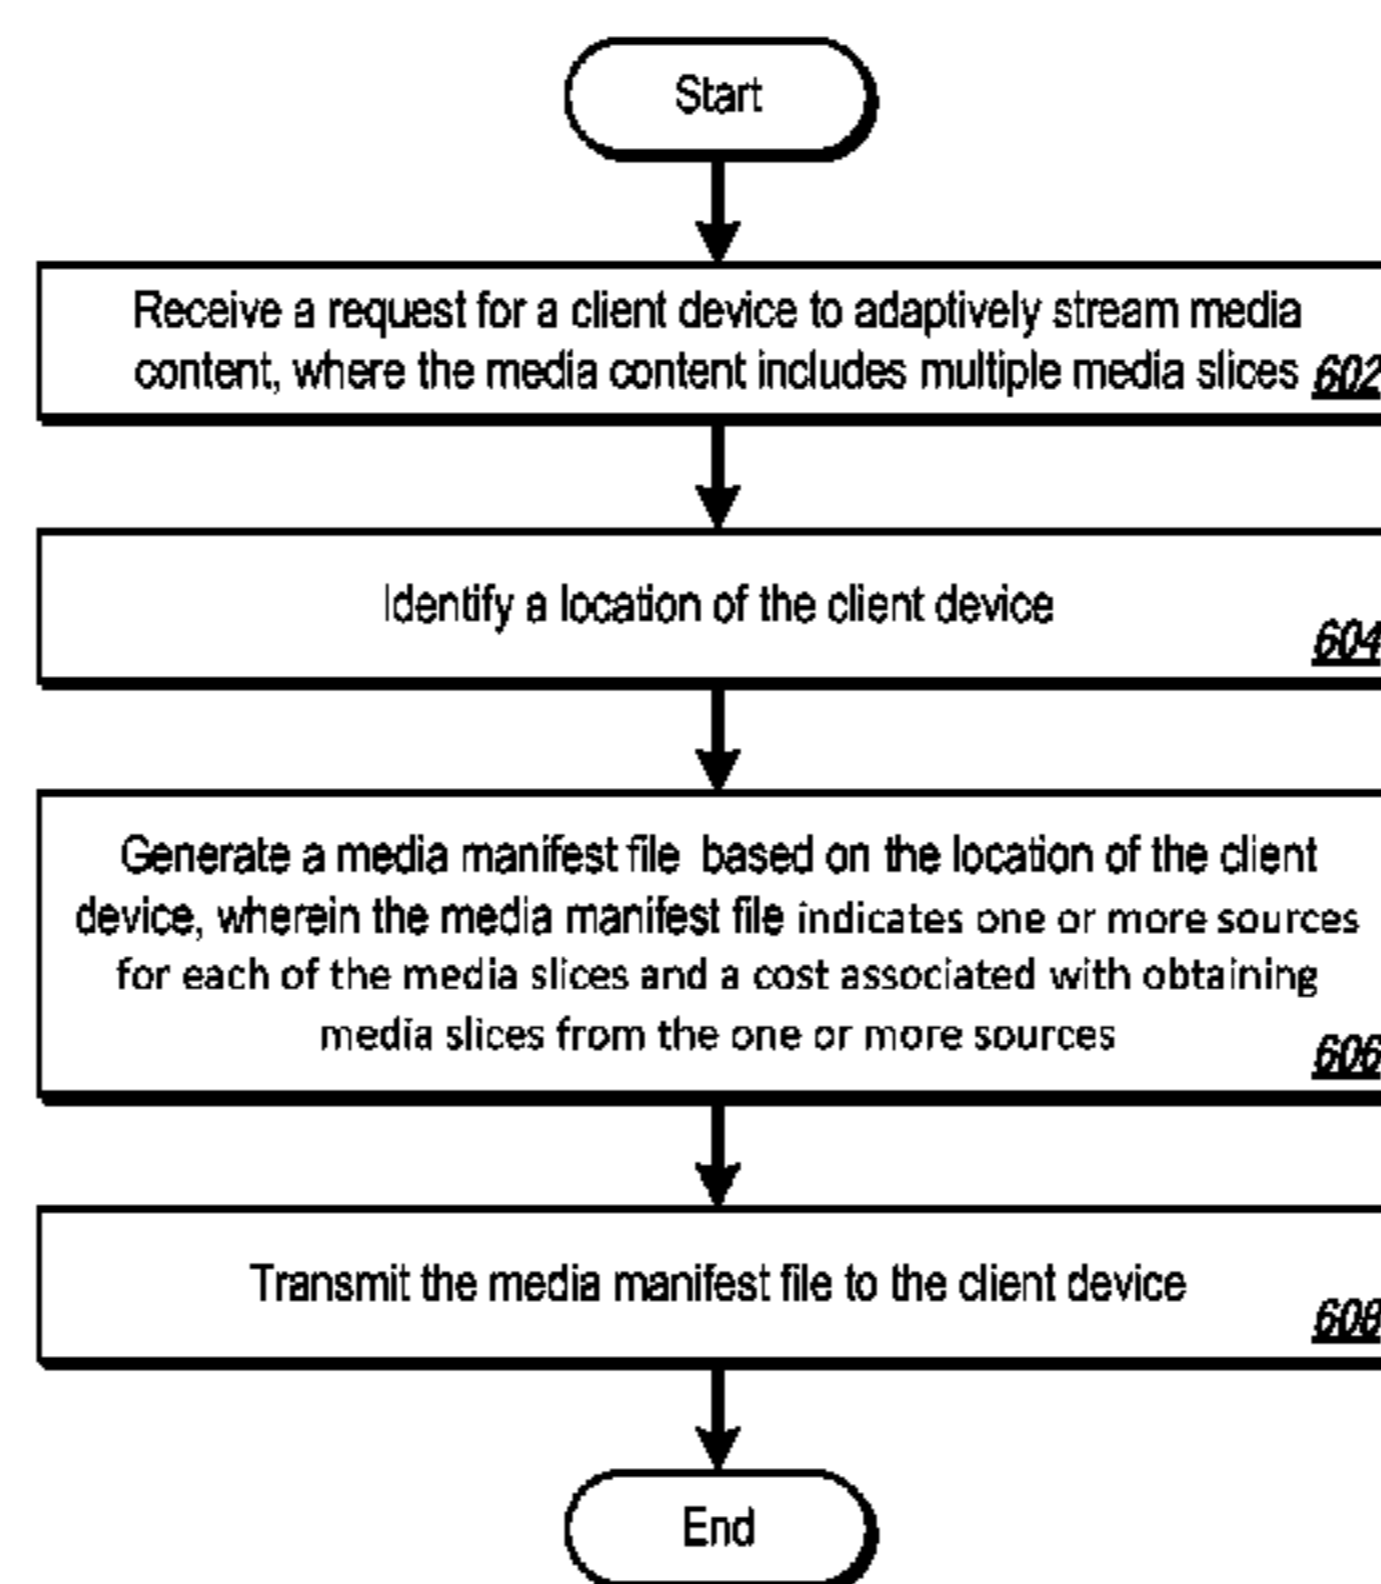 Start
Receive a request for a client device to adaptively stream media
content, where the media content includes multiple media slices 602
Identify a location of the client device
604
Generate a media manifest file based on the location of the client
device, wherein the media manifest file indicates one or more sources
for each of the media slices and a cost associated with obtaining
media slices from the one or more sources
606
Transmit the media manifest file to the client device
608
End